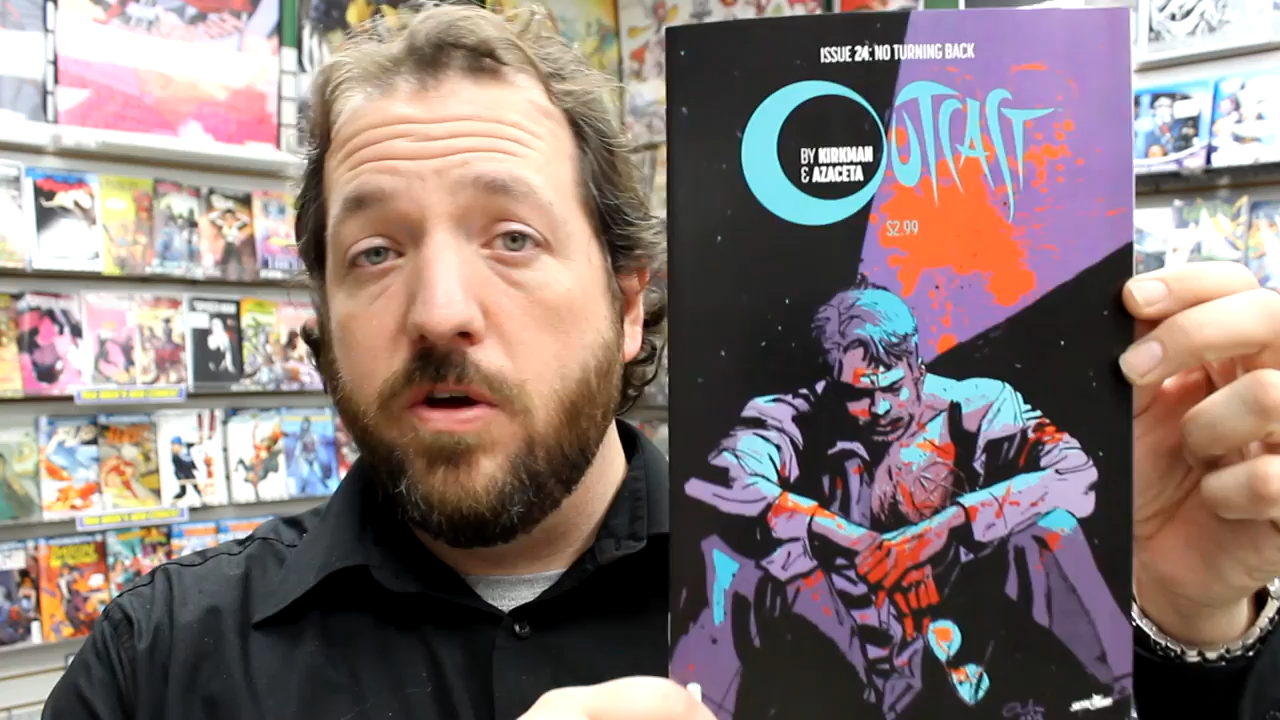 ISSUE 24: NO TURNING BACK
OUTCAST
BY KIRKMAN
& AZACETA
$2.99